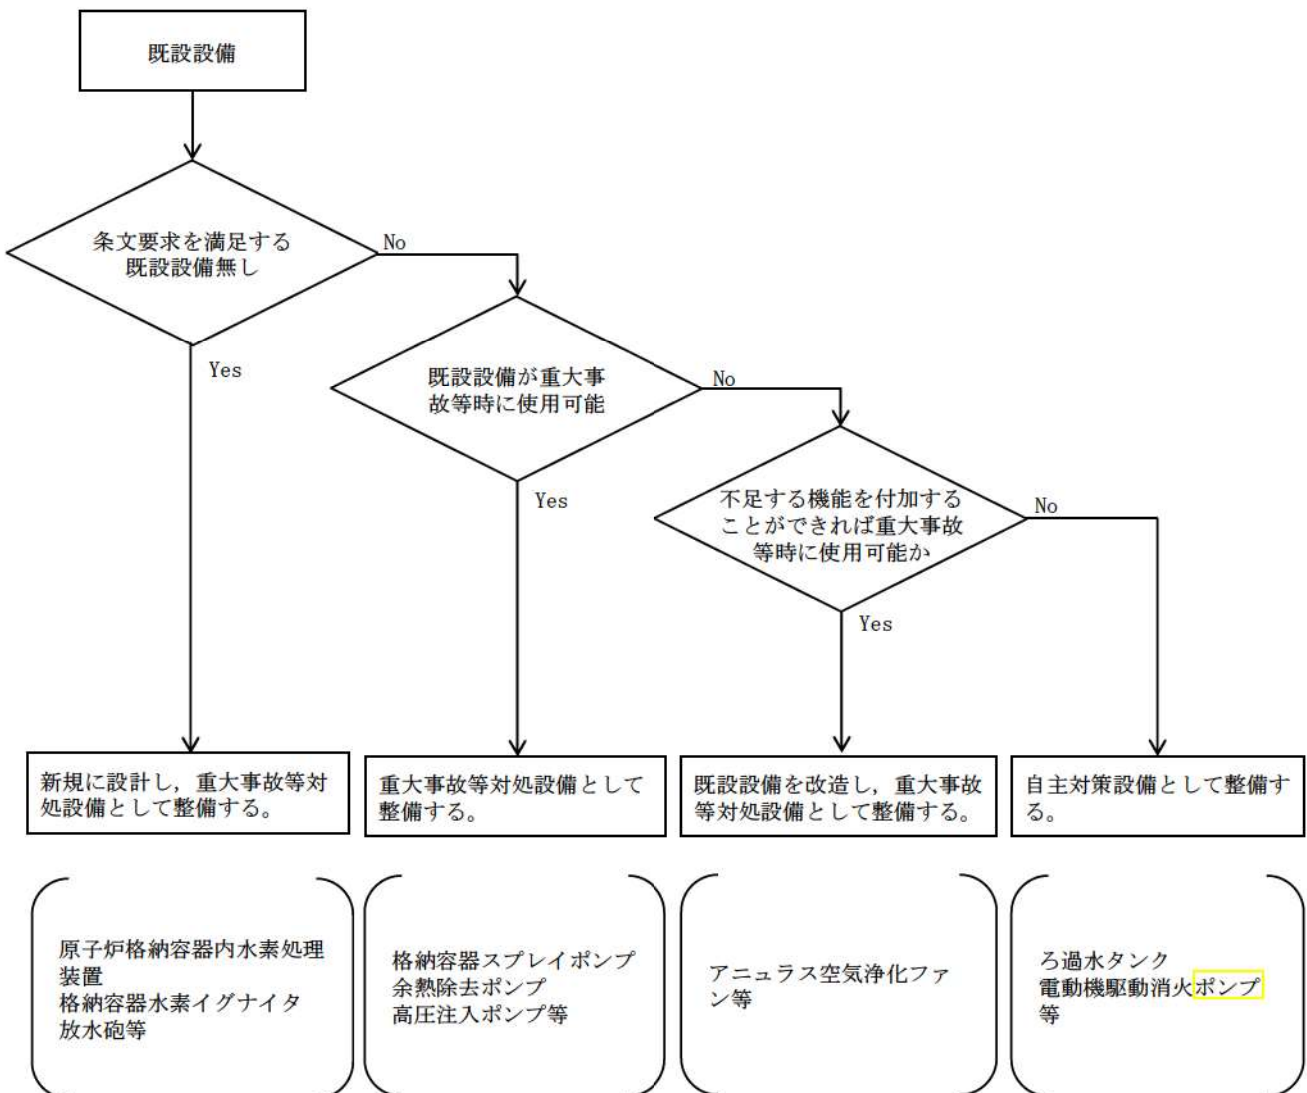 既設設備
条文要求を満足する
既設設備無し
No
Yes
既設設備が重大事
故等時に使用可能
No
Yes
不足する機能を付加する
ことができれば重大事故
等時に使用可能か
No
Yes
新規に設計し，重大事故等対
処設備として整備する。
重大事故等対処設備として
整備する。
既設設備を改造し，重大事故
等対処設備として整備する。
自主対策設備として整備す
る。
原子炉格納容器内水素処理
装置
格納容器水素イグナイタ
放水砲等
格納容器スプレイポンプ
余熱除去ポンプ
高圧注入ポンプ等
アニュラス空気浄化ファ
ン等
ろ過水タンク
電動機駆動消火ポンプ
等